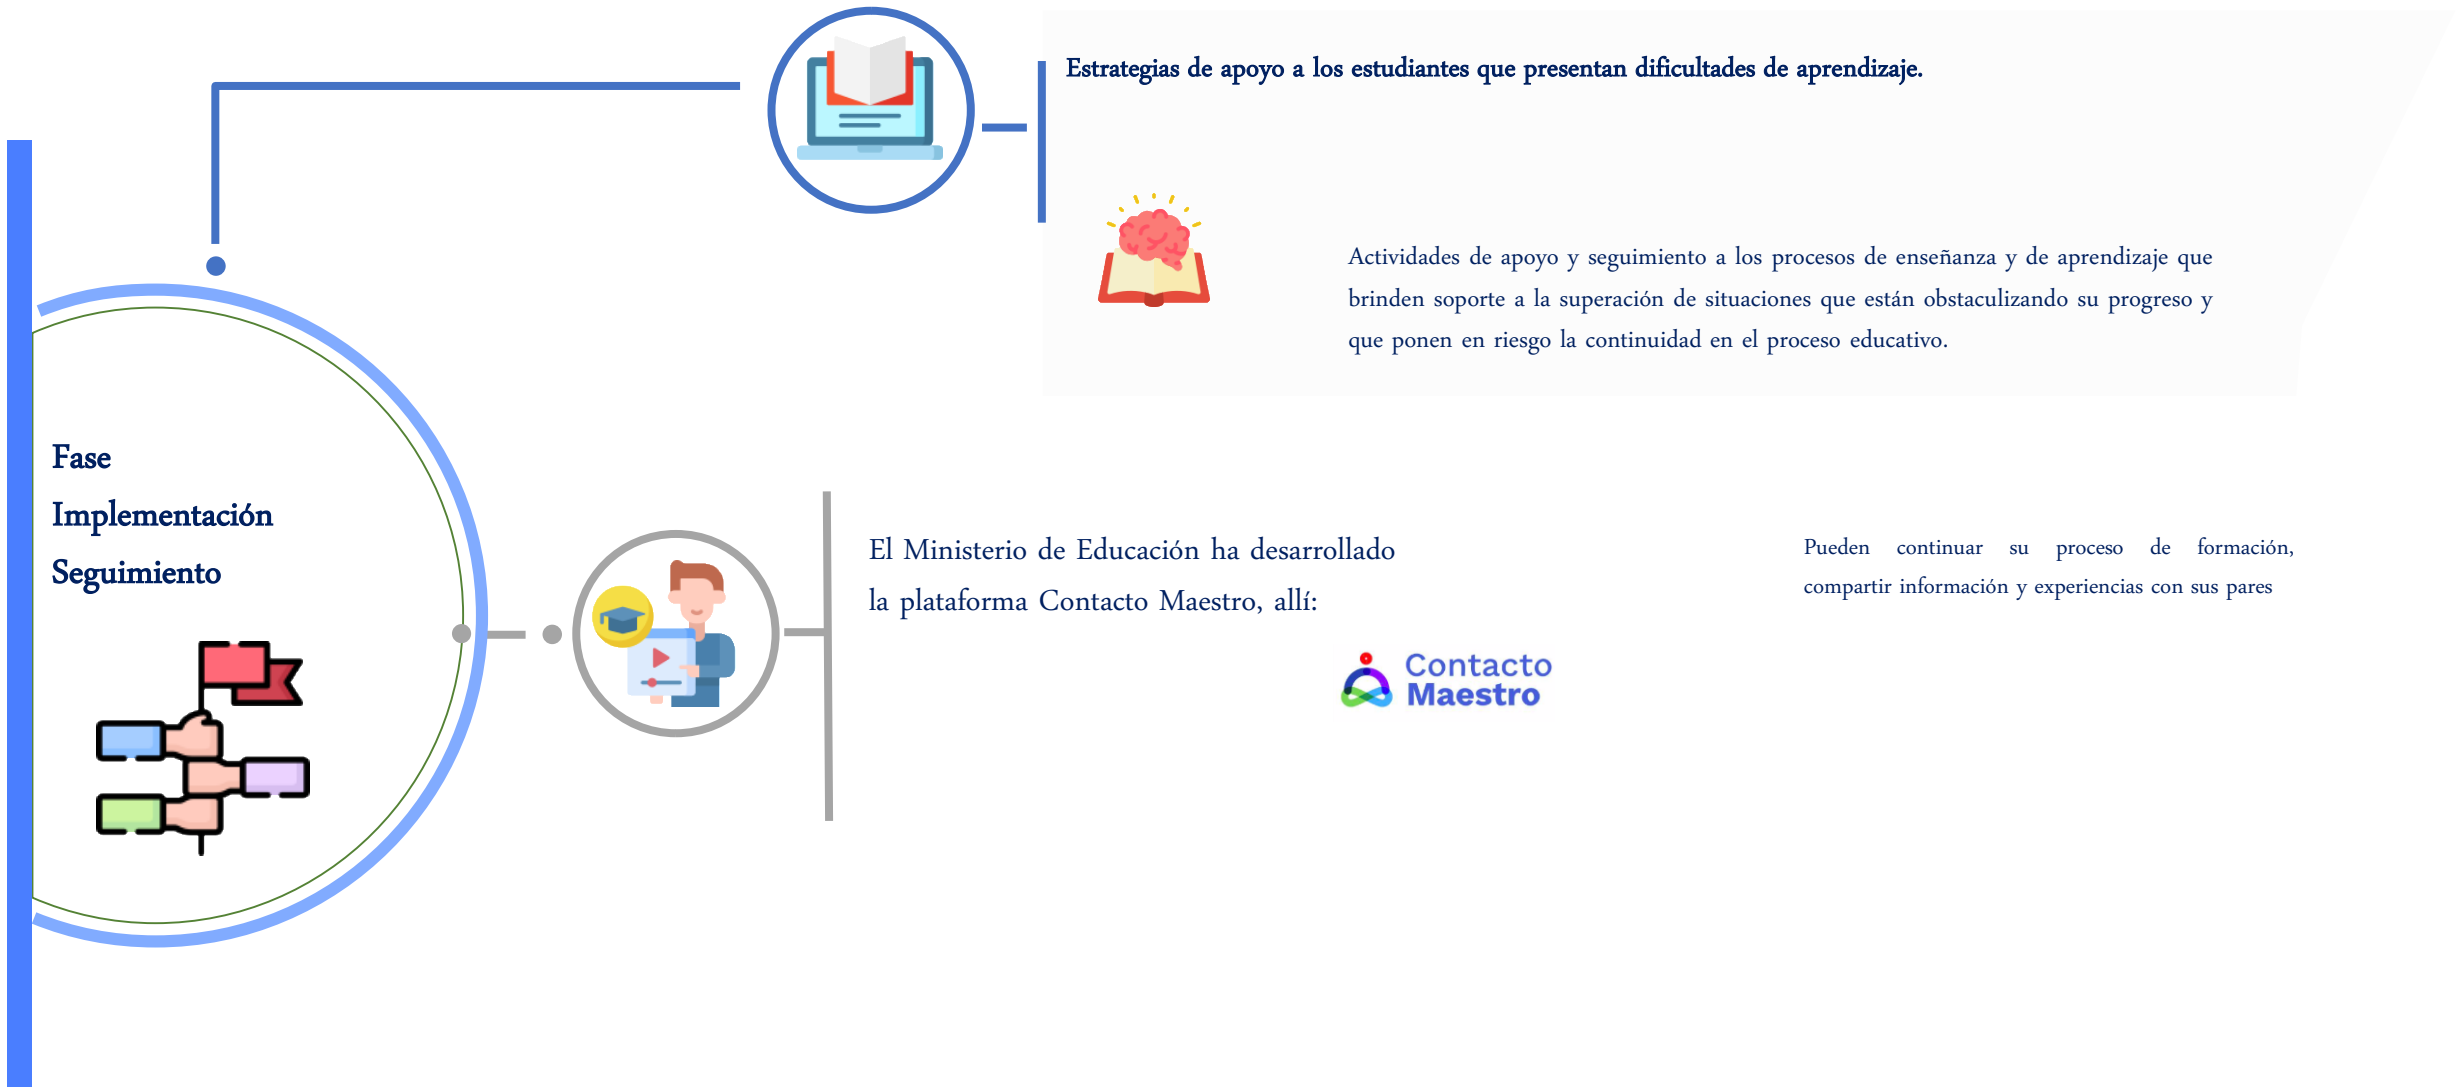 Estrategias de apoyo a los estudiantes que presentan dificultades de aprendizaje.
Actividades de apoyo y seguimiento a los procesos de enseñanza y de aprendizaje que
brinden soporte a la superación de situaciones que están obstaculizando su progreso y
que ponen en riesgo la continuidad en el proceso educativo.
Fase
Implementación
Seguimiento
El Ministerio de Educación ha desarrollado
la plataforma Contacto Maestro, allí:
Contacto
Maestro
Pueden continuar su proceso de formación,
compartir información y experiencias con sus pares